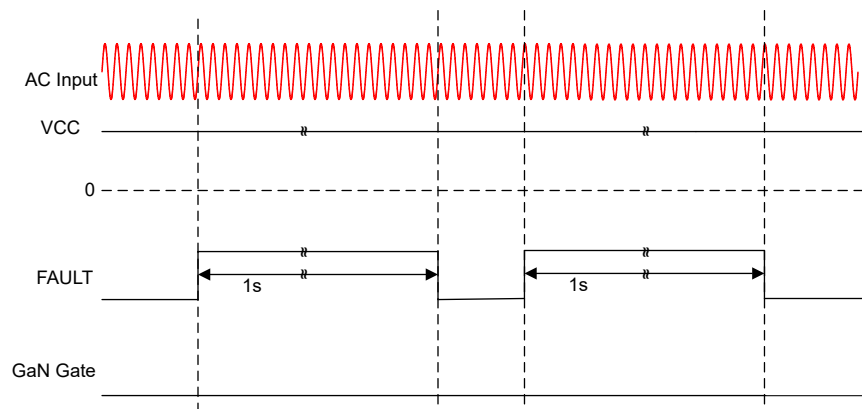 AC Input
VCC
0
FAULT
1s
1s
GaN Gate